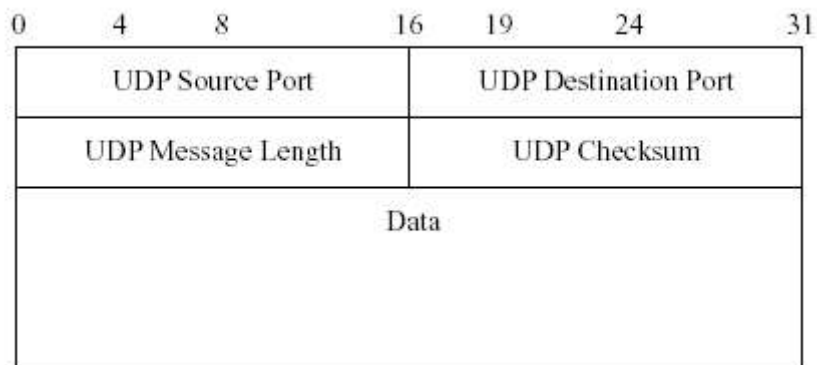 0 4 8 16 19 24 31
UDP Source Port UDP Destination Port
UDP Message Length UDP Checksum
Data